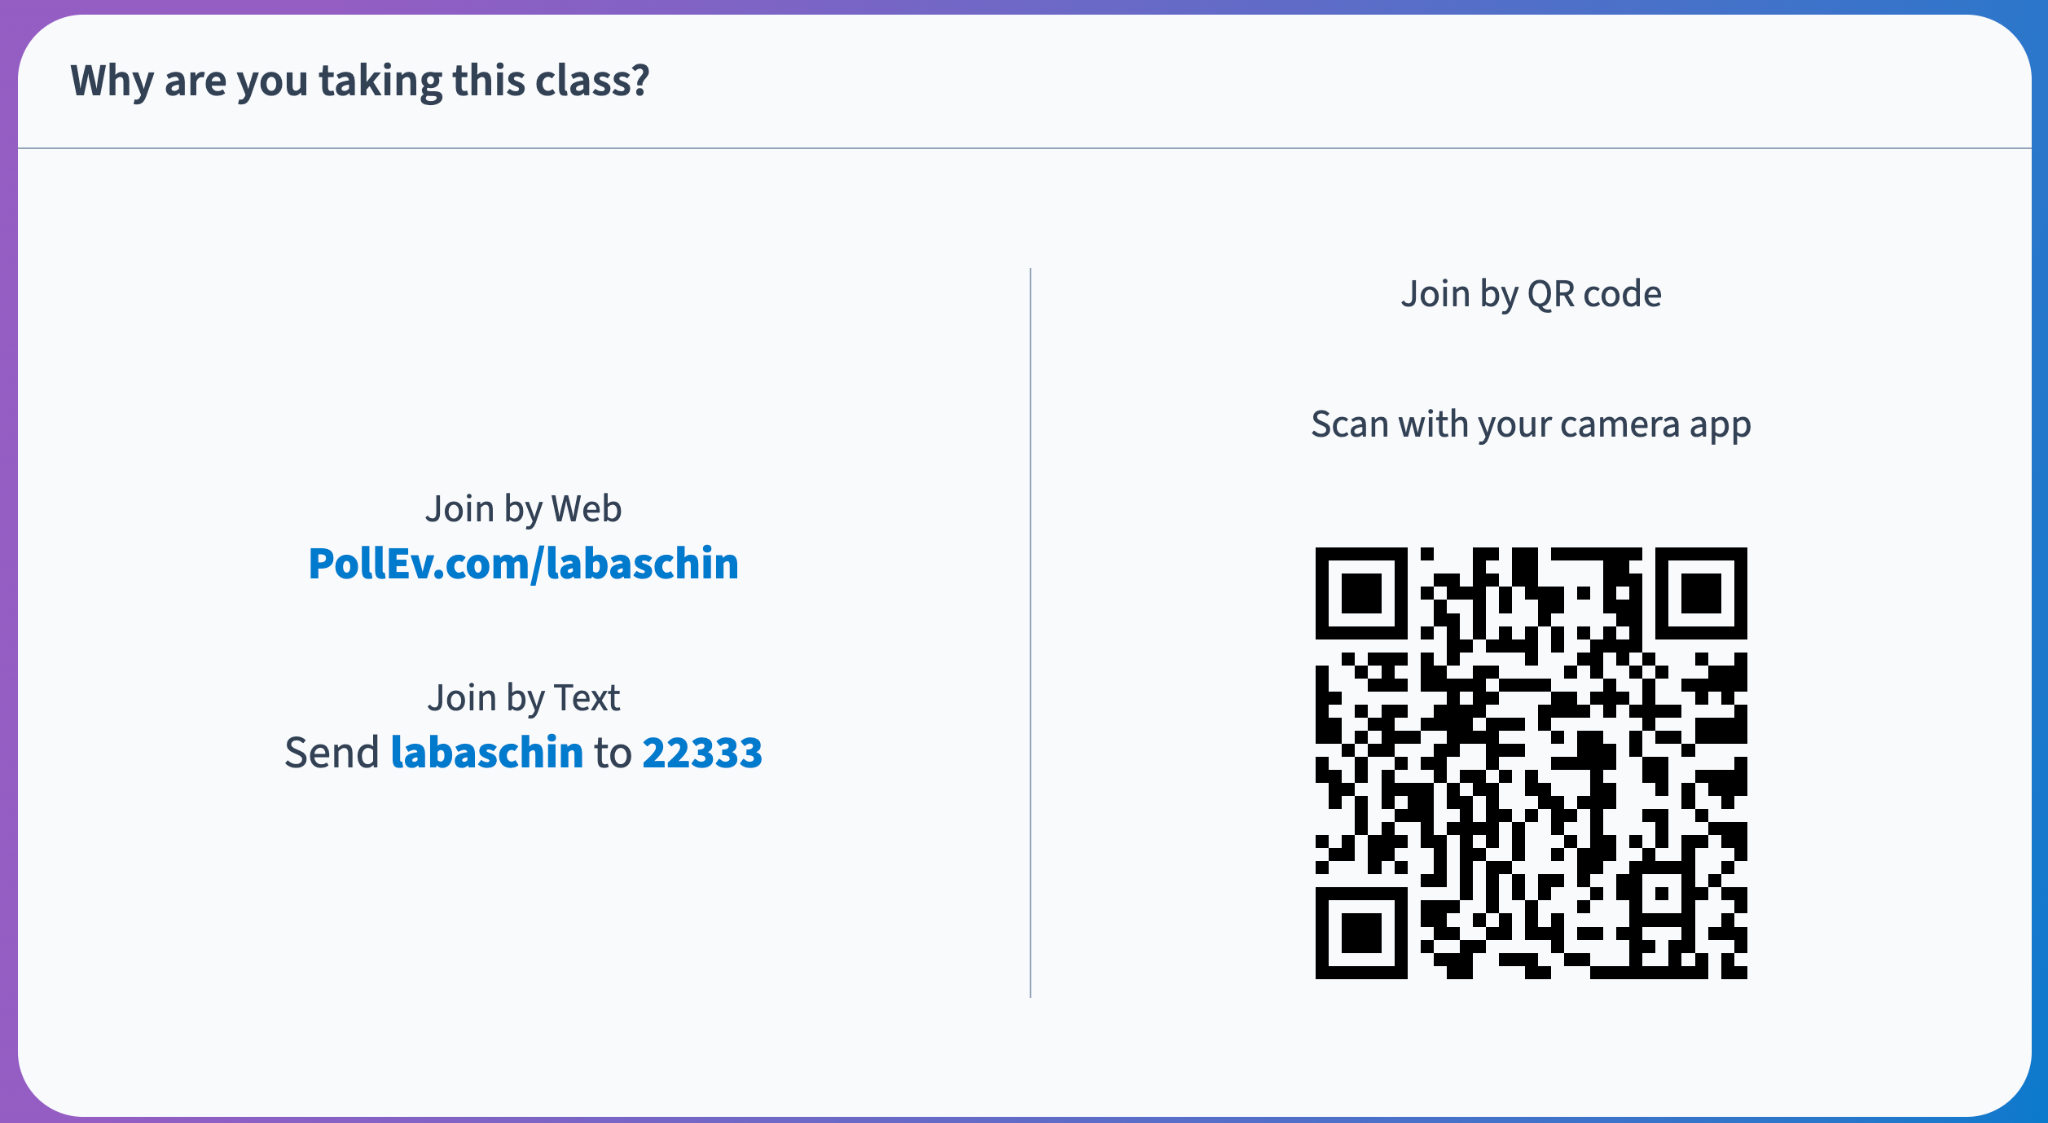 Why are you taking this class?
Join by Web
PollEv.com/labaschin
Join by Text
Send labaschin to 22333
Join by QR code
Scan with your camera app